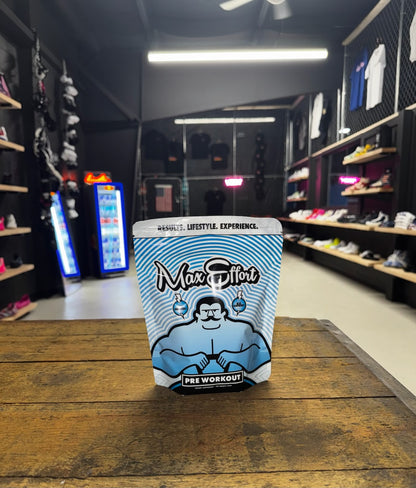 RESULTS. LIFESTYLE. EXPERIENCE.
Max Effort
PRE WORKOUT